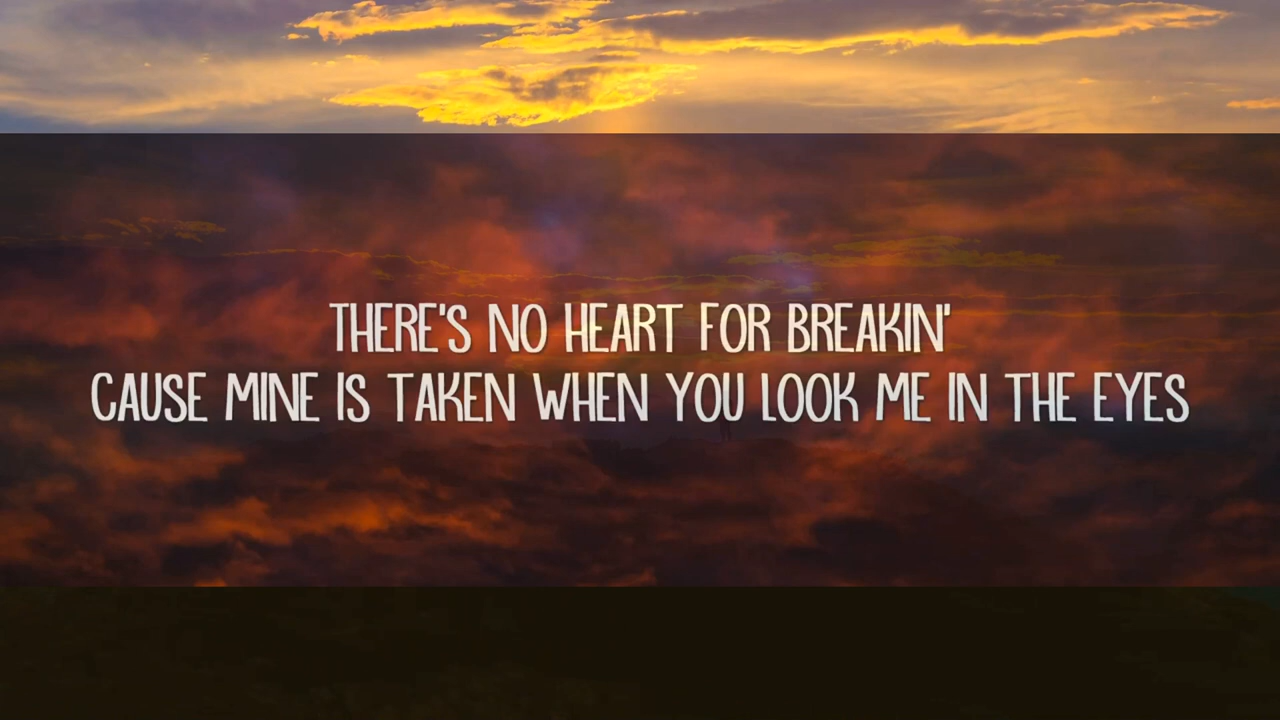 THERE'S NO HEART FOR BREAKIN'
CAUSE MINE IS TAKEN WHEN YOU LOOK ME IN THE EYES